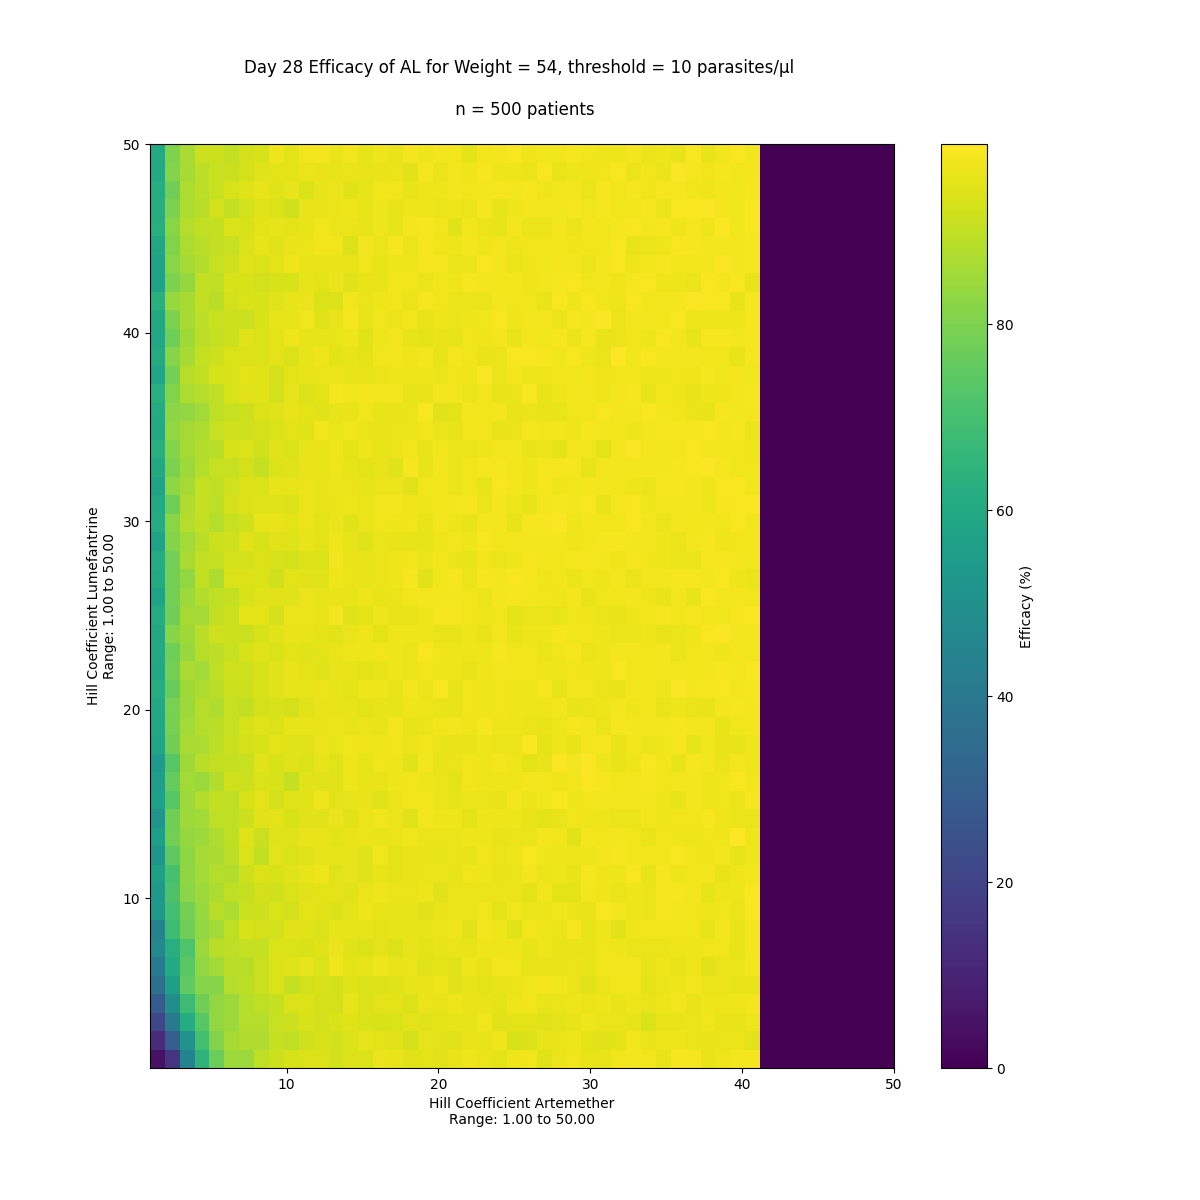 Day 28 Efficacy of AL for Weight = 54, threshold = 10 parasites/µl
n = 500 patients
50
40
30
20
10
Hill Coefficient Lumefantrine
Range: 1.00 to 50.00
10
20
30
40
50
Hill Coefficient Artemether
Range: 1.00 to 50.00
80
60
40
20
0
Efficacy (%)